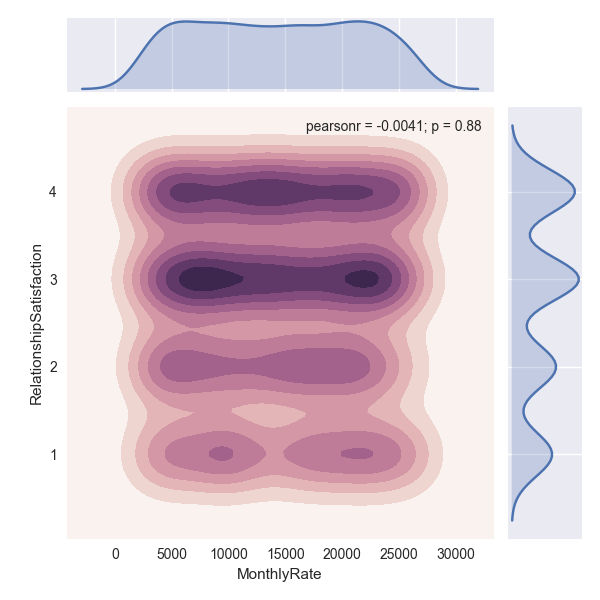 pearsonr = -0.0041; p = 0.88
4
3
2
1
RelationshipSatisfaction
0 5000 10000 15000 20000 25000 30000
MonthlyRate